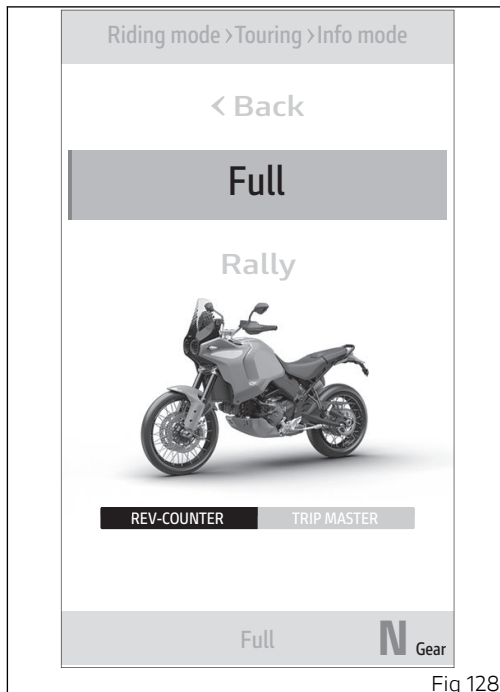 Riding mode ›Touring ›Info mode
‹ Back
Full
Rally
REV-COUNTER TRIP MASTER
Full N Gear
Fig 128